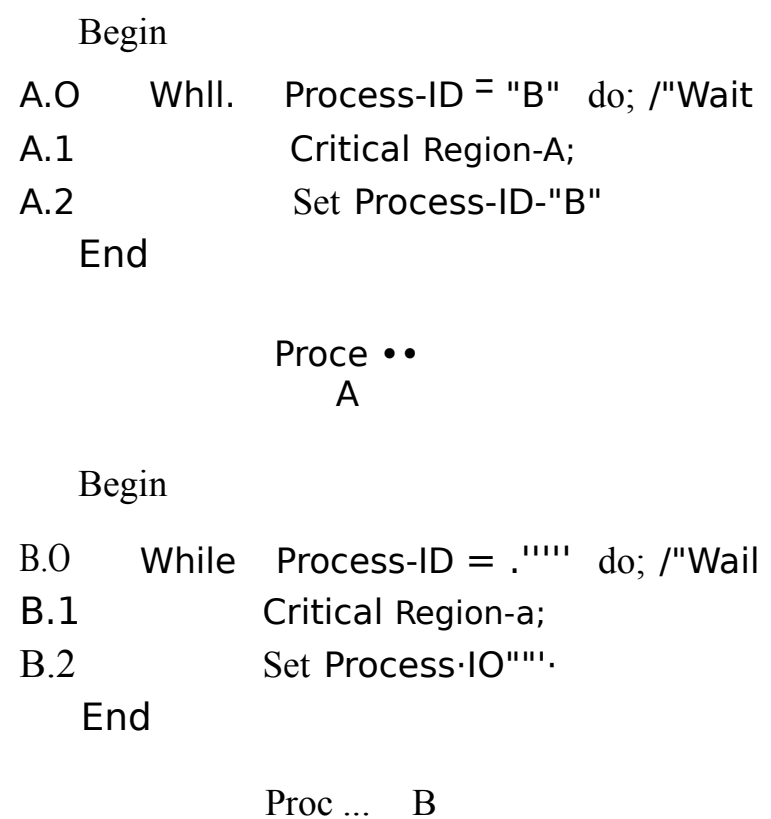 Begin
A.O Whll. Process-ID = "B" do; /"Wait
A.1 Critical Region-A;
A.2 Set Process-ID-"B"
End
Proce ••
A
Begin
B.O While Process-ID = .''''' do; /"Wail
B.1 Critical Region-a;
B.2 Set Process·IO""'·
End
Proc ... B